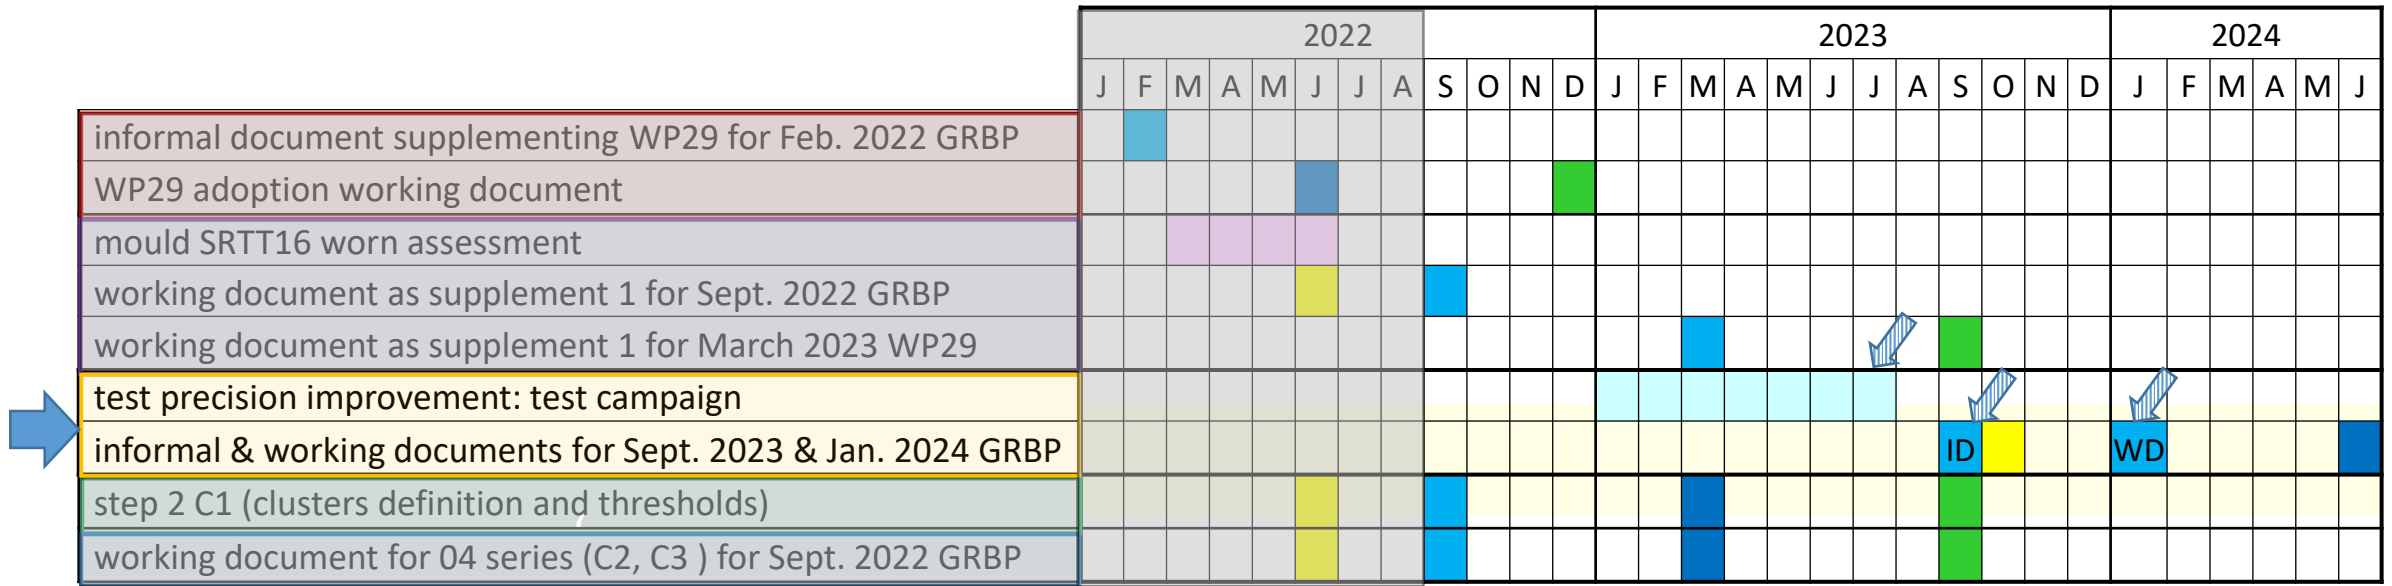 2022 2023 2024
J F M A M J J A S O N D J F M A M J J A S O N D J F M A M J
informal document supplementing WP29 for Feb. 2022 GRBP
WP29 adoption working document
mould SRTT16 worn assessment
working document as supplement 1 for Sept. 2022 GRBP
working document as supplement 1 for March 2023 WP29
test precision improvement: test campaign
informal & working documents for Sept. 2023 & Jan. 2024 GRBP ID WD
step 2 C1 (clusters definition and thresholds)
working document for 04 series (C2, C3 ) for Sept. 2022 GRBP